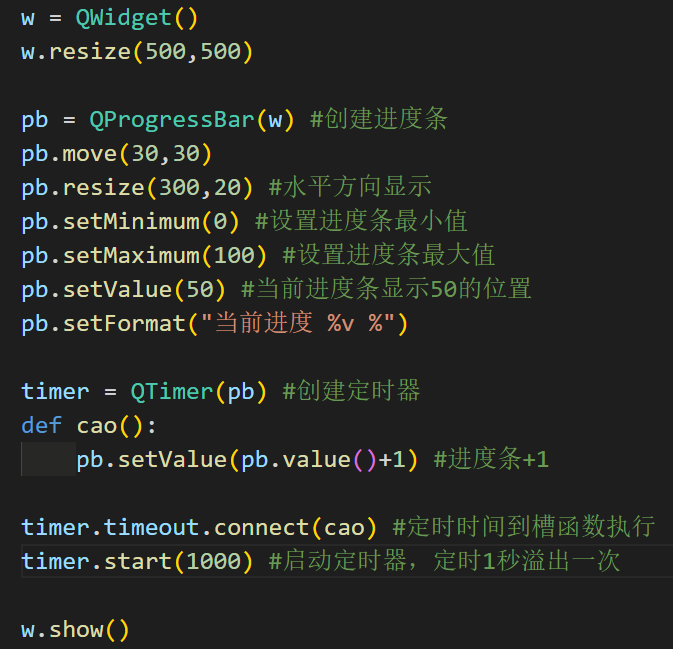 w = QWidget()
w.resize(500,500)
pb = QProgressBar(w) #创建进度条
pb.move(30,30)
pb.resize(300,20) #水平方向显示
pb.setMinimum(0) #设置进度条最小值
pb.setMaximum(100) #设置进度条最大值
pb.setValue(50) #当前进度条显示50的位置
pb.setFormat("当前进度 %v %")
timer = QTimer(pb) #创建定时器
def cao():
    pb.setValue(pb.value()+1) #进度条+1
timer.timeout.connect(cao) #定时时间到槽函数执行
timer.start(1000) #启动定时器，定时1秒溢出一次
w.show()